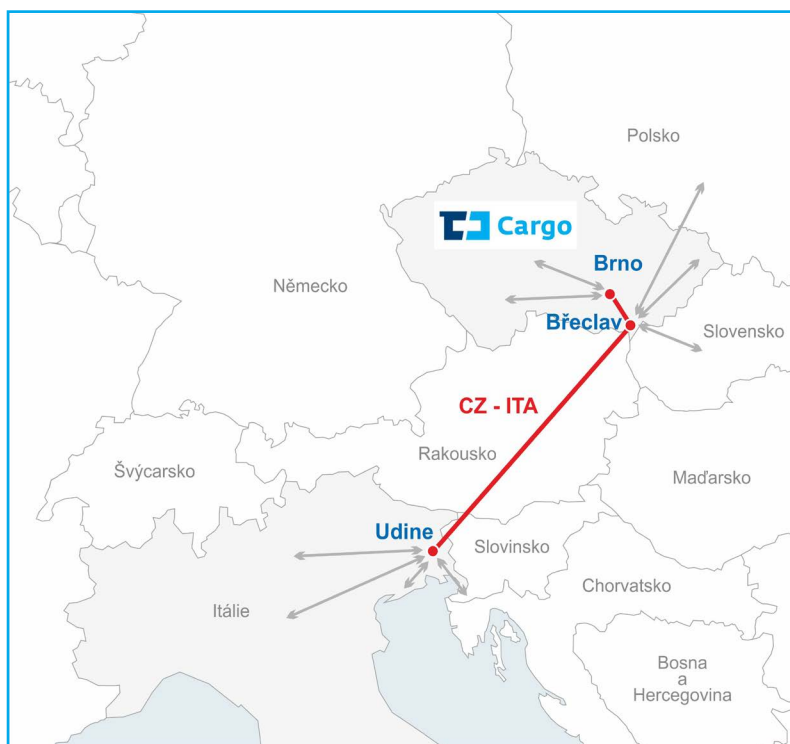 Polsko
Cargo
Brno
Německo
Břeclav
Slovensko
CZ - ITA
Rakousko
Švýcarsko
Maďarsko
Udine
Slovinsko
Chorvatsko
Itálie
Bosna
a
Hercegovina